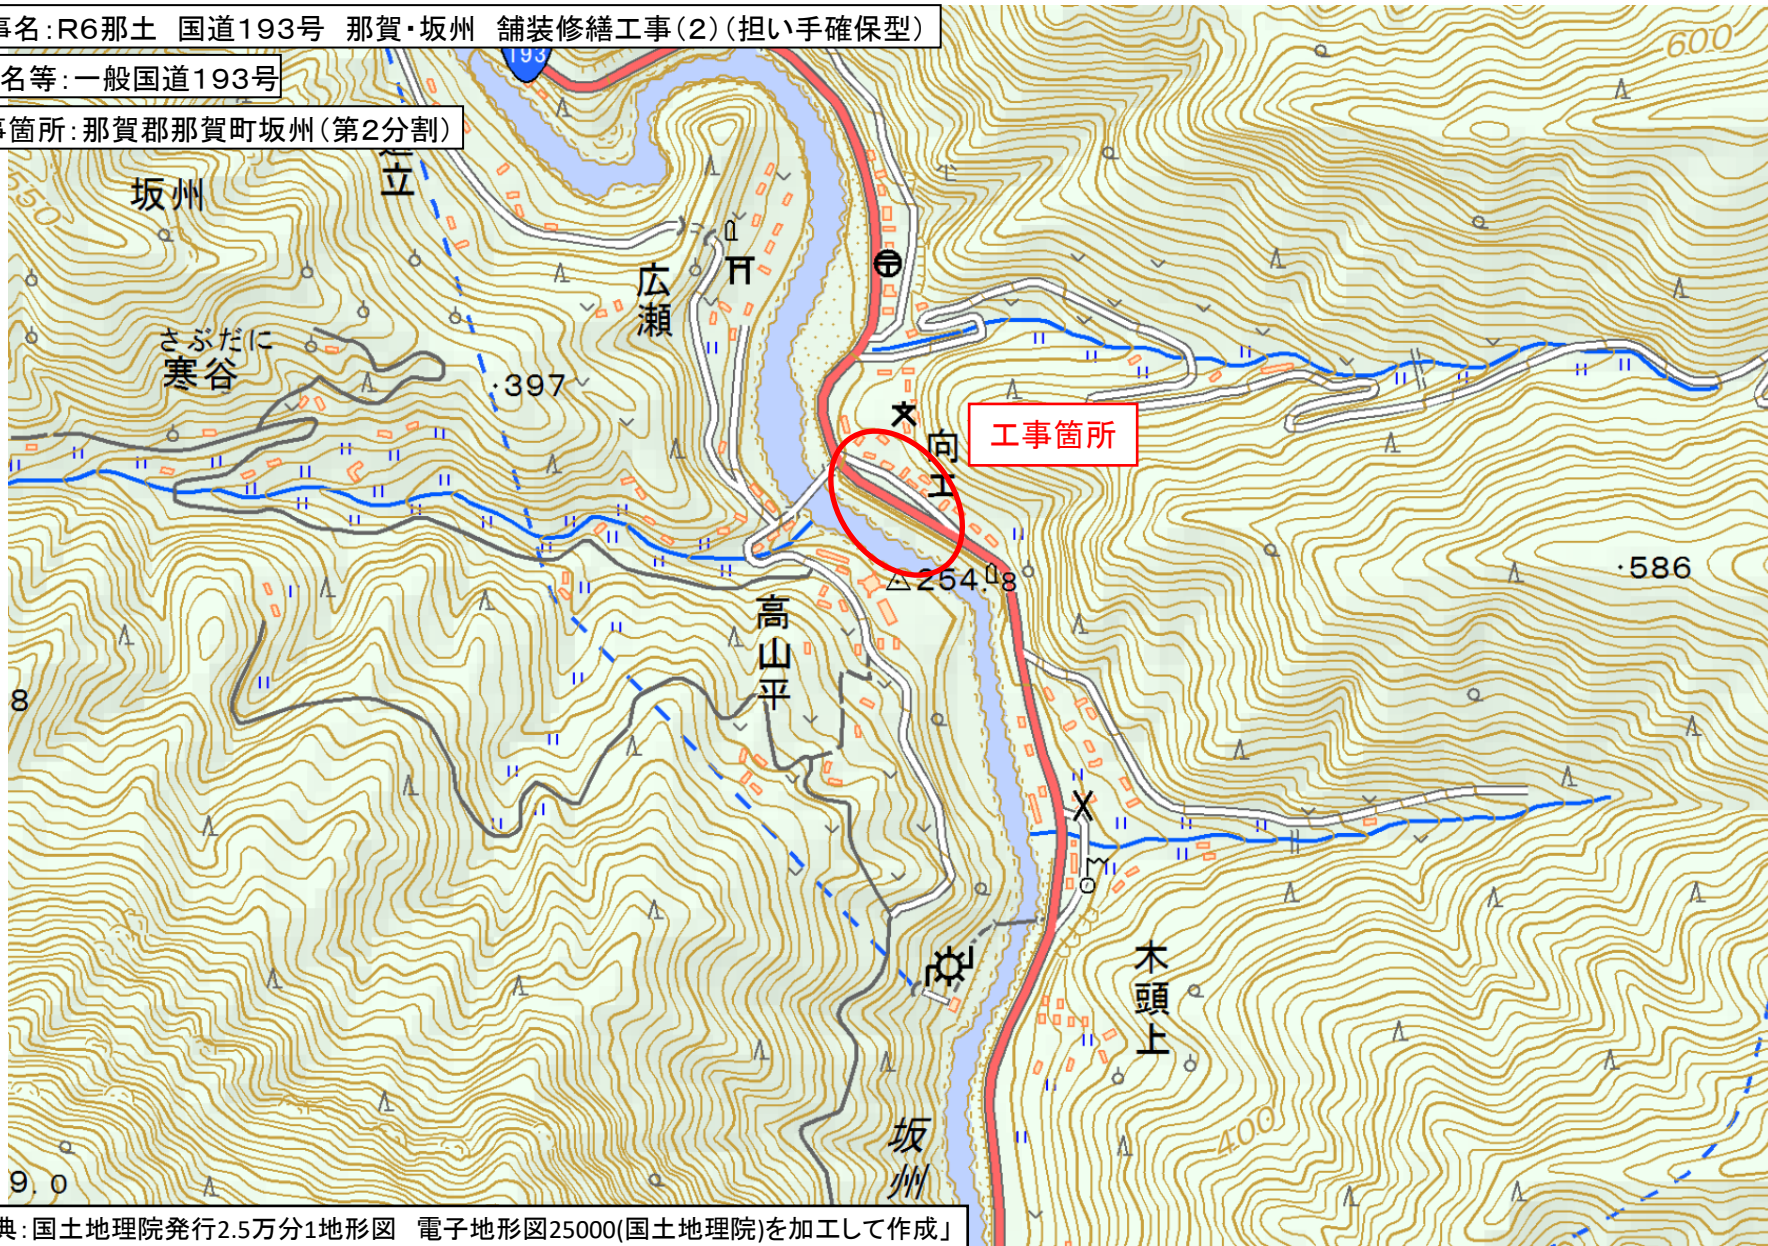 事名：R6那土　国道193号　那賀・坂州　舗装修繕工事（2）（担い手確保型）
名等：一般国道193号
事箇所：那賀郡那賀町坂州（第2分割）
193
600
550
坂州
立
広瀬
さぶだに
寒谷
397
向工
工事箇所
254.8
586
高山平
8
木頭上
400
坂州
9.0
典：国土地理院発行2.5万分1地形図　電子地形図25000(国土地理院)を加工して作成」